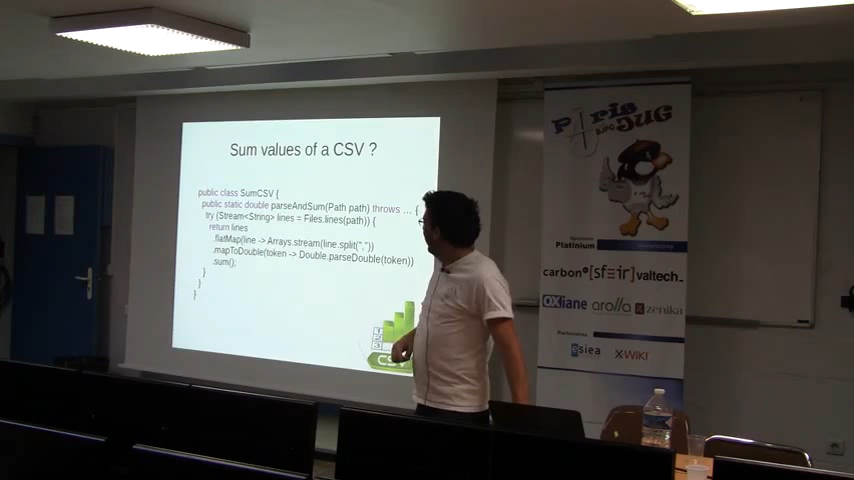 Sum values of a CSV ?
public class SumCSV {
public static double parseAndSum(Path path) throws ... {
try (Stream<String> lines = Files.lines(path)) {
return lines
.flatMap(line -> Arrays.stream(line.split(","))
.mapToDouble(token -> Double.parseDouble(token))
.sum();
}
}
}
CSV
Paris
JUG
Platinium
carbon [sfeir] valtech_
OXiane arolla zenika
Partenaires
esiea XWIKI